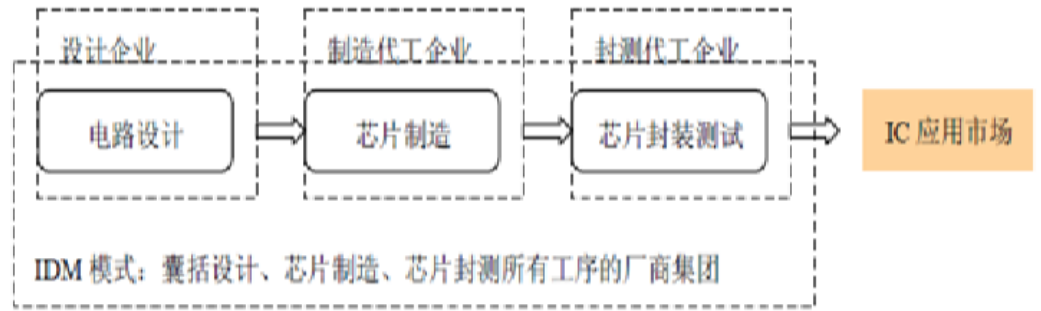 设计企业
制造代工企业
封测代工企业
电路设计
芯片制造
芯片封装测试
IC 应用市场
IDM 模式：囊括设计、芯片制造、芯片封测所有工序的厂商集团